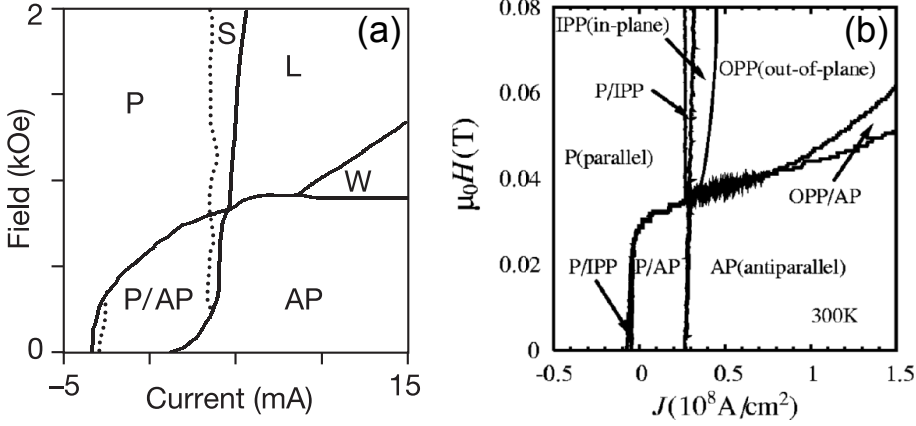 (a)
2
S
L
P
Field (kOe)
W
P/AP
AP
0
−5
5
15
Current (mA)
(b)
0.08
IPP(in-plane)
OPP(out-of-plane)
0.06
P/IPP
P(parallel)
μ0H(T)
0.04
OPP/AP
0.02
P/IPP
P/AP
AP(antiparallel)
300K
0
-0.5
0
0.5
1
1.5
J(10⁸A/cm²)